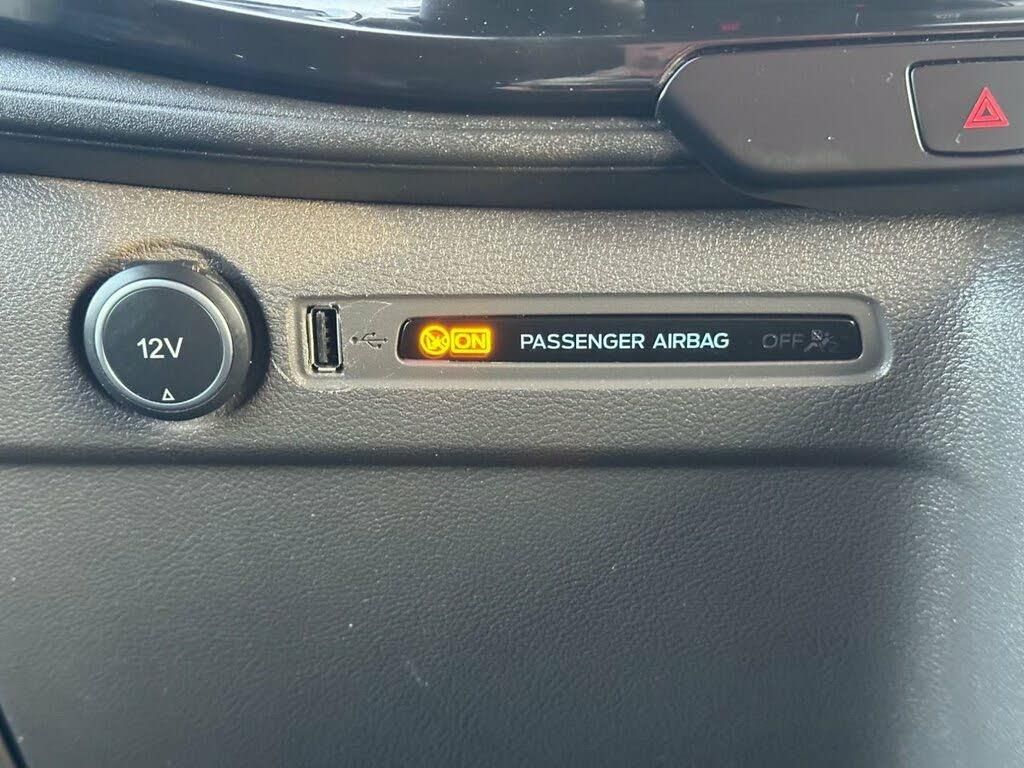 12V
ON PASSENGER AIRBAG OFF